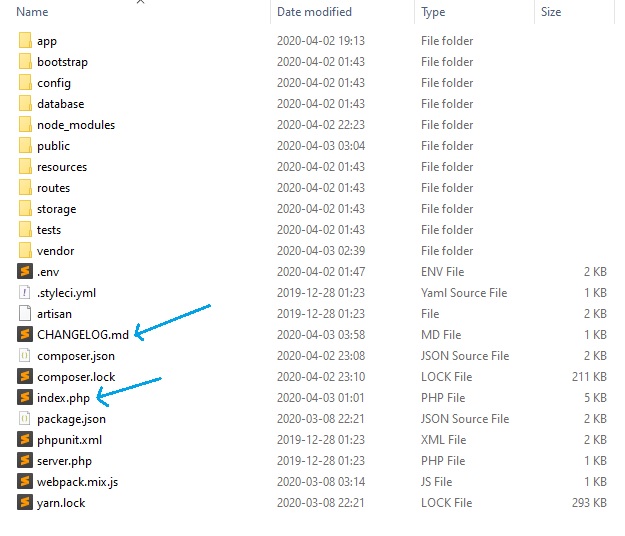 Name Date modified Type Size
app 2020-04-02 19:13 File folder
bootstrap 2020-04-02 01:43 File folder
config 2020-04-02 01:43 File folder
database 2020-04-02 01:43 File folder
node_modules 2020-04-02 22:23 File folder
public 2020-04-03 03:04 File folder
resources 2020-04-02 01:43 File folder
routes 2020-04-02 01:43 File folder
storage 2020-04-02 01:43 File folder
tests 2020-04-02 01:43 File folder
vendor 2020-04-03 02:39 File folder
.env 2020-04-02 01:47 ENV File 2 KB
.styleci.yml 2019-12-28 01:23 Yaml Source File 1 KB
artisan 2019-12-28 01:23 File 2 KB
CHANGELOG.md 2020-04-03 03:58 MD File 1 KB
composer.json 2020-04-02 23:08 JSON Source File 2 KB
composer.lock 2020-04-02 23:10 LOCK File 211 KB
index.php 2020-04-03 01:01 PHP File 5 KB
package.json 2020-03-08 22:21 JSON Source File 2 KB
phpunit.xml 2019-12-28 01:23 XML File 2 KB
server.php 2019-12-28 01:23 PHP File 1 KB
webpack.mix.js 2020-03-08 03:14 JS File 1 KB
yarn.lock 2020-03-08 22:21 LOCK File 293 KB